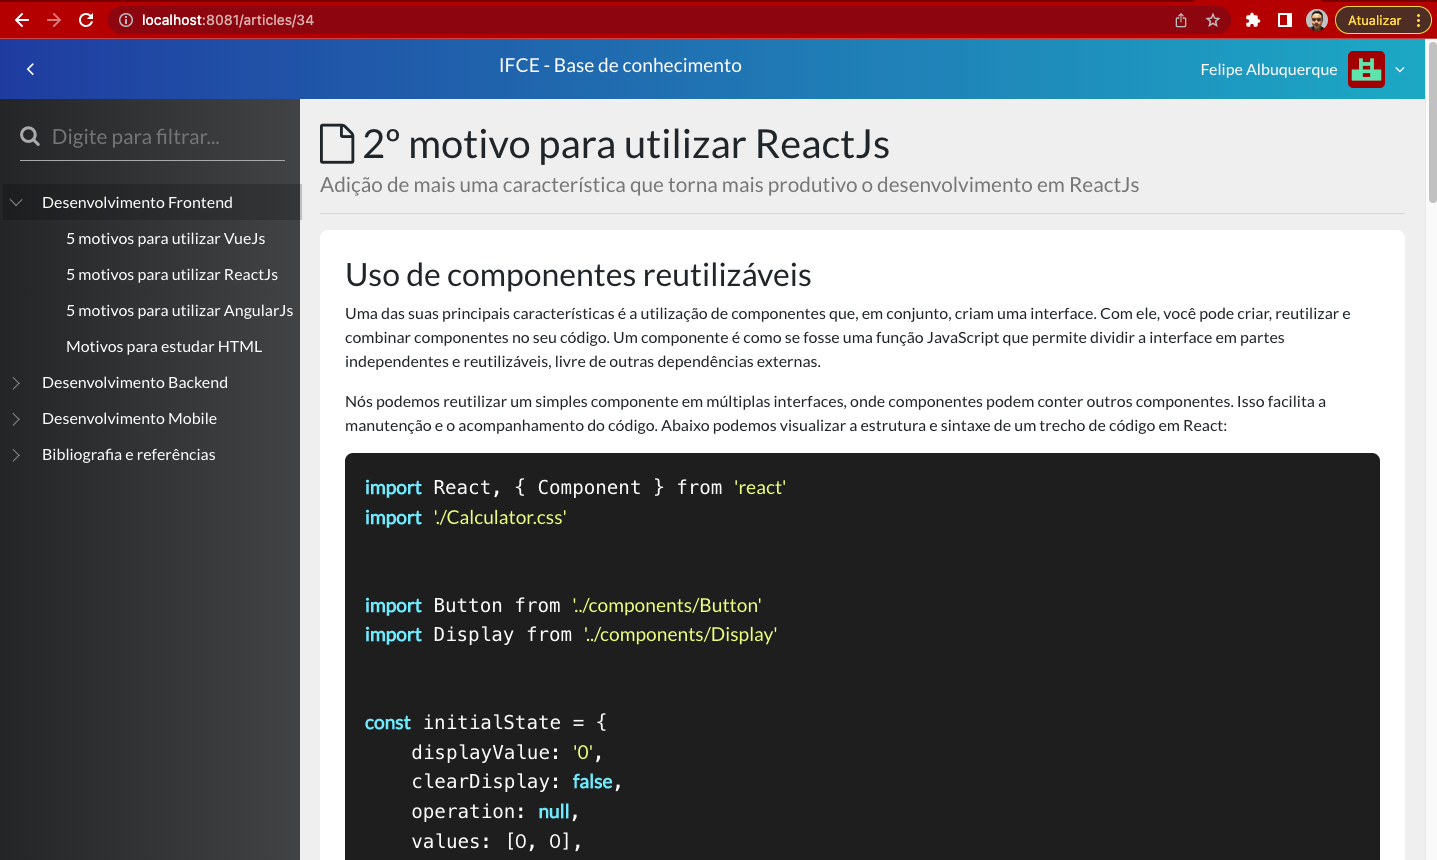 localhost:8081/articles/34
Atualizar
IFCE - Base de conhecimento
Felipe Albuquerque
Digite para filtrar...
Desenvolvimento Frontend
5 motivos para utilizar VueJs
5 motivos para utilizar ReactJs
5 motivos para utilizar AngularJs
Motivos para estudar HTML
Desenvolvimento Backend
Desenvolvimento Mobile
Bibliografia e referências
2º motivo para utilizar ReactJs
Adição de mais uma característica que torna mais produtivo o desenvolvimento em ReactJs
Uso de componentes reutilizáveis
Uma das suas principais características é a utilização de componentes que, em conjunto, criam uma interface. Com ele, você pode criar, reutilizar e
combinar componentes no seu código. Um componente é como se fosse uma função JavaScript que permite dividir a interface em partes
independentes e reutilizáveis, livre de outras dependências externas.
Nós podemos reutilizar um simples componente em múltiplas interfaces, onde componentes podem conter outros componentes. Isso facilita a
manutenção e o acompanhamento do código. Abaixo podemos visualizar a estrutura e sintaxe de um trecho de código em React:
import React, { Component } from 'react'
import './Calculator.css'
import Button from '../components/Button'
import Display from '../components/Display'
const initialState = {
displayValue: '0',
clearDisplay: false,
operation: null,
values: [0, 0],